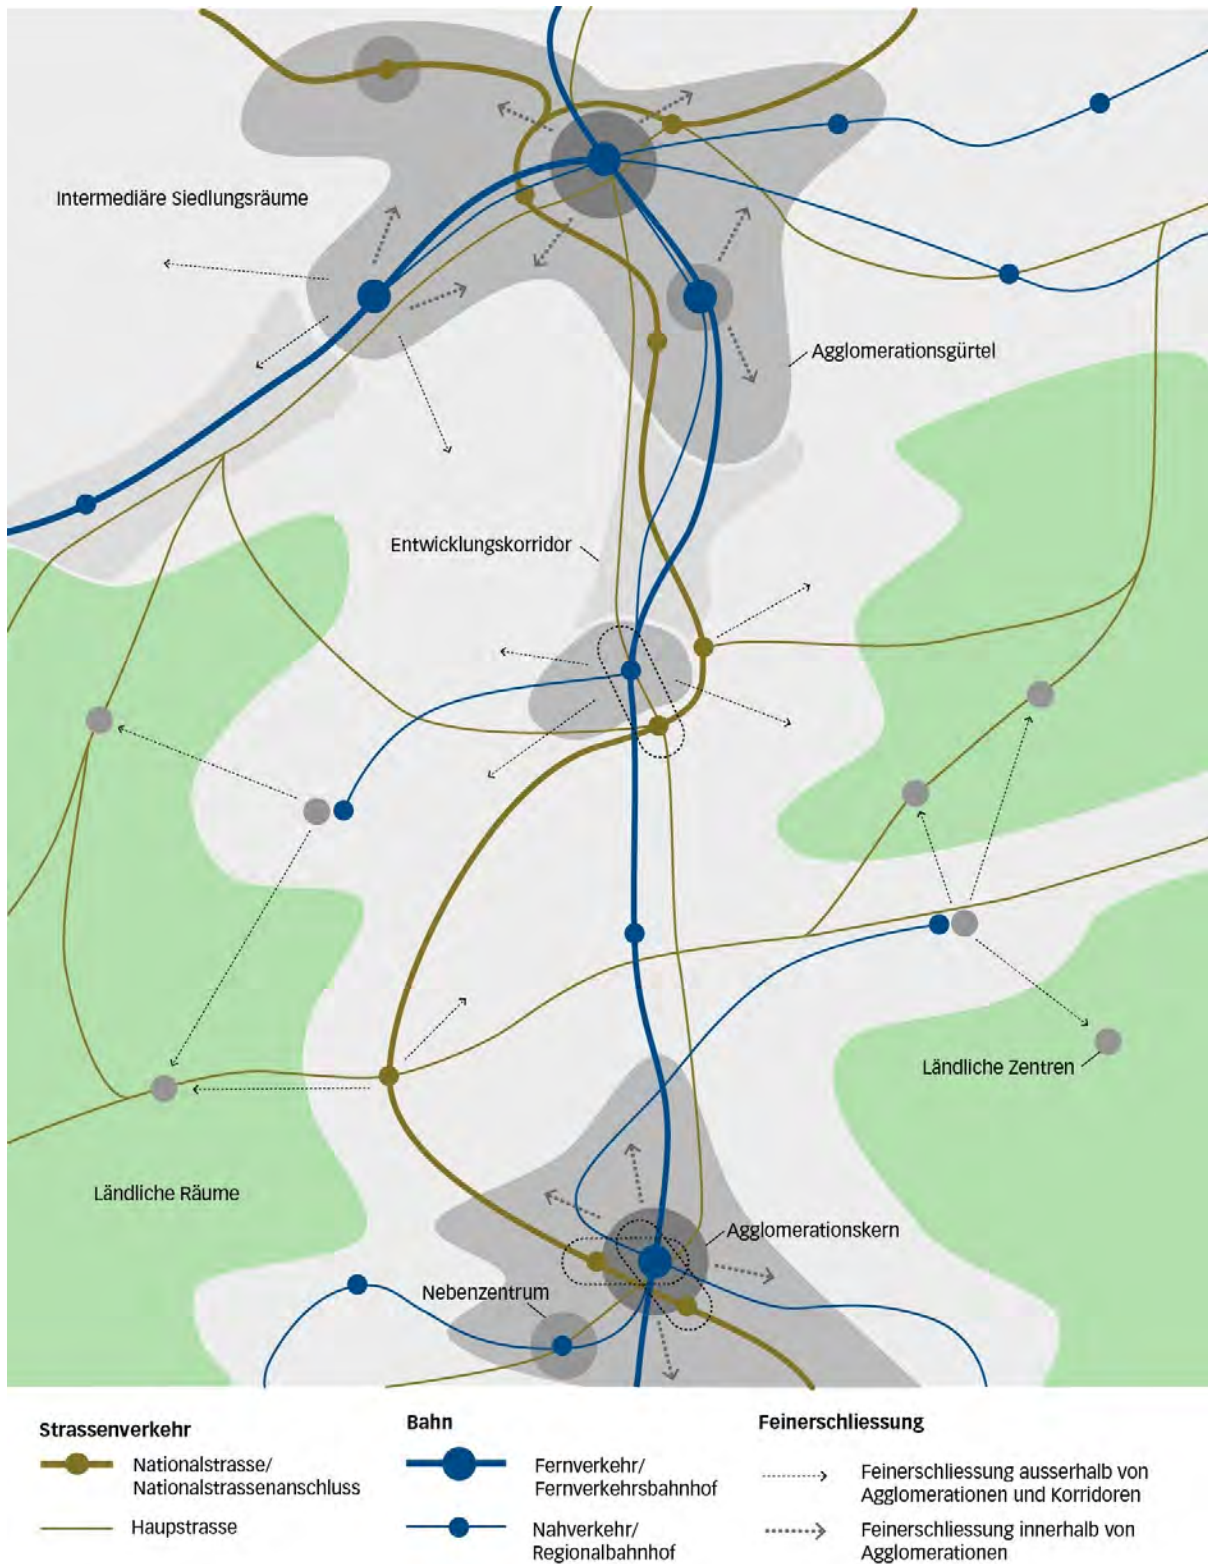 Intermediäre Siedlungsräume
Agglomerationsgürtel
Entwicklungskorridor
Ländliche Zentren
Ländliche Räume
Agglomerationskern
Nebenzentrum
Strassenverkehr
Nationalstrasse/
Nationalstrassenanschluss
Haupstrasse
Bahn
Fernverkehr/
Fernverkehrsbahnhof
Nahverkehr/
Regionalbahnhof
Feinerschliessung
Feinerschliessung ausserhalb von
Agglomerationen und Korridoren
Feinerschliessung innerhalb von
Agglomerationen